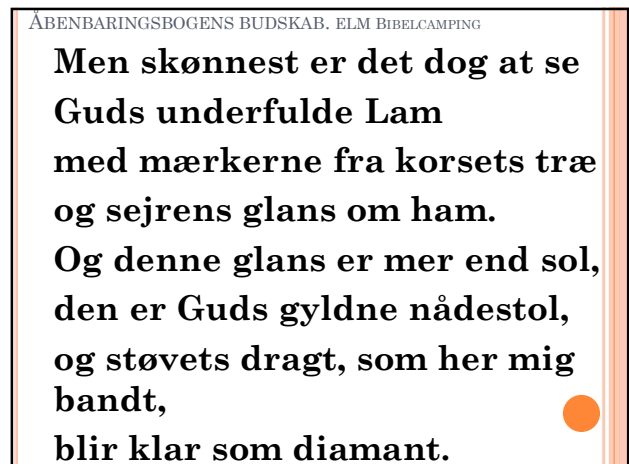 ÅBENBARINGSBOGENS BUDSKAB. ELM BIBELCAMPING
Men skønnest er det dog at se
Guds underfulde Lam
med mærkerne fra korsets træ
og sejrens glans om ham.
Og denne glans er mer end sol,
den er Guds gyldne nådestol,
og støvets dragt, som her mig
bandt,
blir klar som diamant.